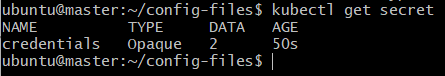 ubuntu@master:~/config-files$ kubectl get secret
NAME TYPE DATA AGE
credentials Opaque 2 50s
ubuntu@master:~/config-files$